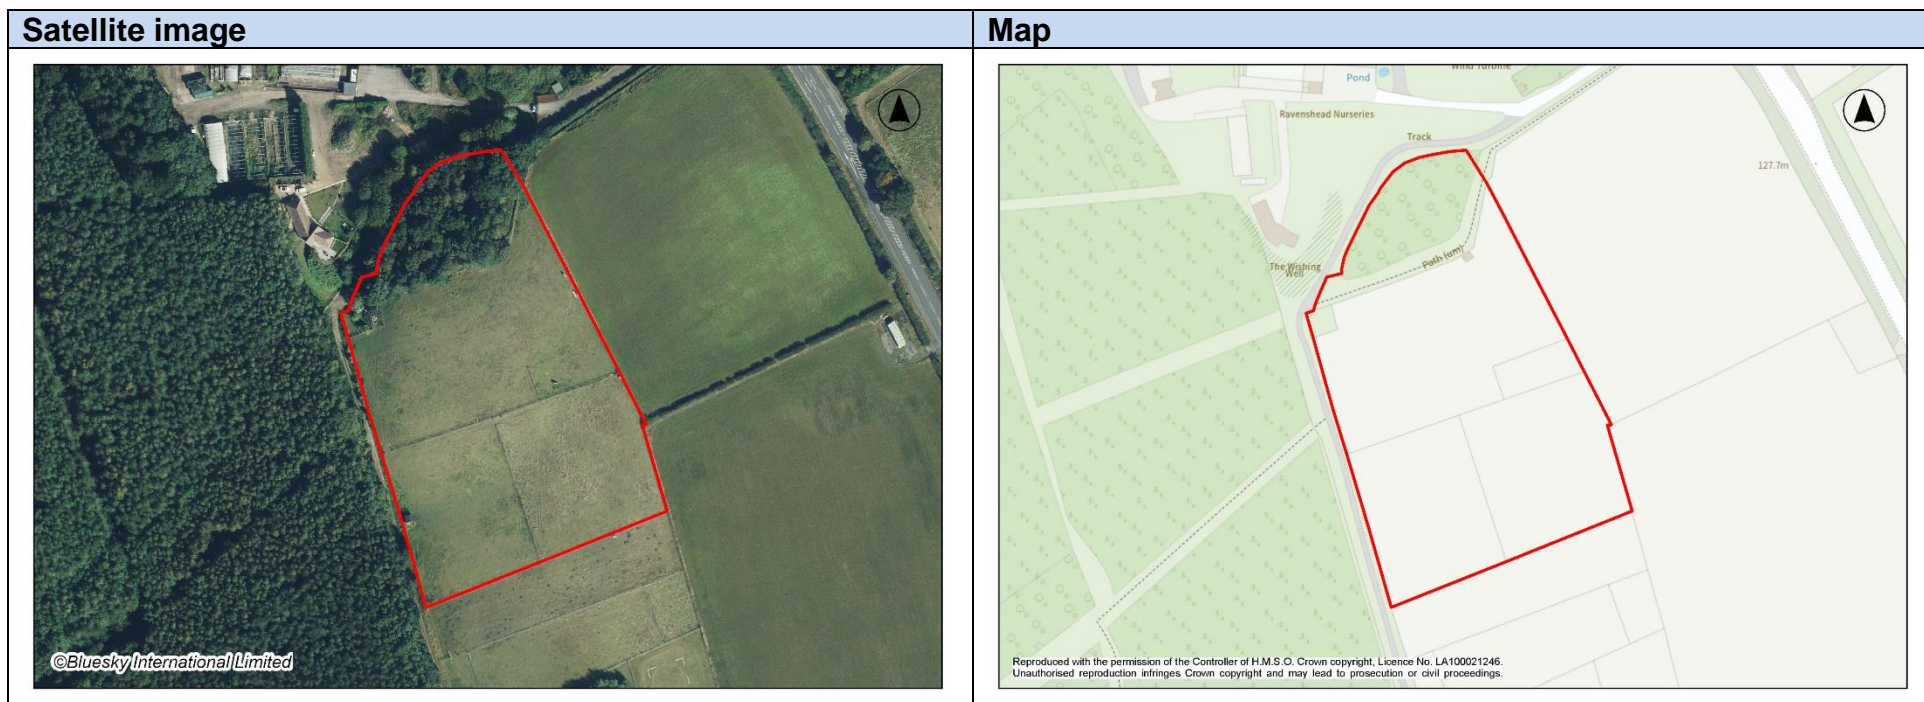 Satellite image
Map
©Bluesky International Limited
Wind Turbine
Pond
Ravenshead Nurseries
Track
127.7m
Path (um)
The Wishing
Well
Reproduced with the permission of the Controller of H.M.S.O. Crown copyright, Licence No. LA100021246.
Unauthorised reproduction infringes Crown copyright and may lead to prosecution or civil proceedings.